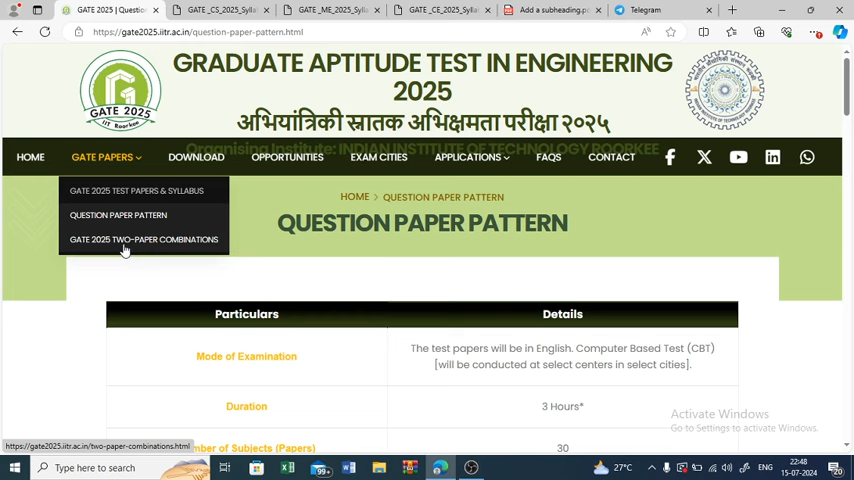 GATE 2025 | Question
_CS_2025_Sylla
_ME_2025_Sylla
_CE_2025_Sylla
Add a subheading.p
Telegram
https://gate2025.iitr.ac.in/question-paper-pattern.html
GATE 2025
IIT Roorkee
GRADUATE APTITUDE TEST IN ENGINEERING
2025
अभियांत्रिकी स्नातक अभिक्षमता परीक्षा २०२५
Organising Institute: INDIAN INSTITUTE OF TECHNOLOGY ROORKEE
HOME GATE PAPERS DOWNLOAD OPPORTUNITIES EXAM CITIES APPLICATIONS FAQS CONTACT
GATE 2025 TEST PAPERS & SYLLABUS
QUESTION PAPER PATTERN
GATE 2025 TWO-PAPER COMBINATIONS
HOME > QUESTION PAPER PATTERN
QUESTION PAPER PATTERN
Particulars Details
Mode of Examination
The test papers will be in English. Computer Based Test (CBT)
[will be conducted at select centers in select cities].
Duration 3 Hours*
mber of Subjects (Papers) 30
Activate Windows
Go to Settings to activate Windows.
https://gate2025.iitr.ac.in/two-paper-combinations.html
Type here to search
99+
27°C
ENG
22:48
15-07-2024
20